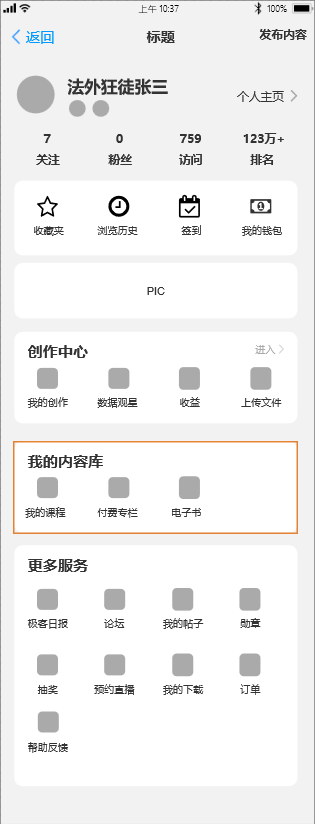 上午 10:37
100%
返回
标题
发布内容
法外狂徒张三
个人主页
7 0 759 123万+
关注 粉丝 访问 排名
收藏夹 浏览历史 签到 我的钱包
PIC
创作中心 进入
我的创作 数据观星 收益 上传文件
我的内容库
我的课程 付费专栏 电子书
更多服务
极客日报 论坛 我的帖子 勋章
抽奖 预约直播 我的下载 订单
帮助反馈